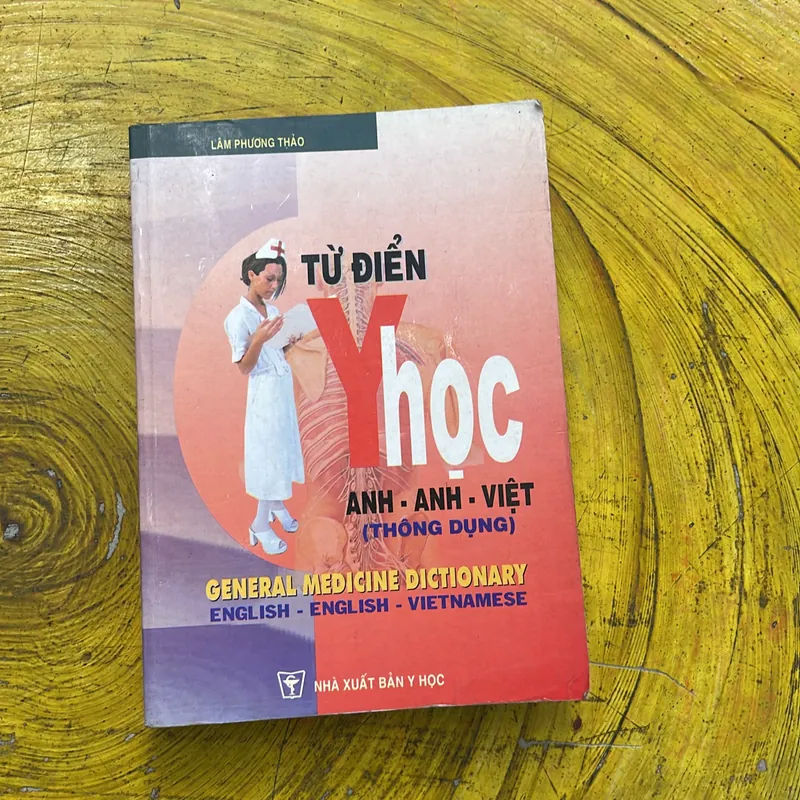 LÂM PHƯƠNG THẢO
TỪ ĐIỂN
Y học
ANH - ANH - VIỆT
(THÔNG DỤNG)
GENERAL MEDICINE DICTIONARY
ENGLISH - ENGLISH - VIETNAMESE
NHÀ XUẤT BẢN Y HỌC